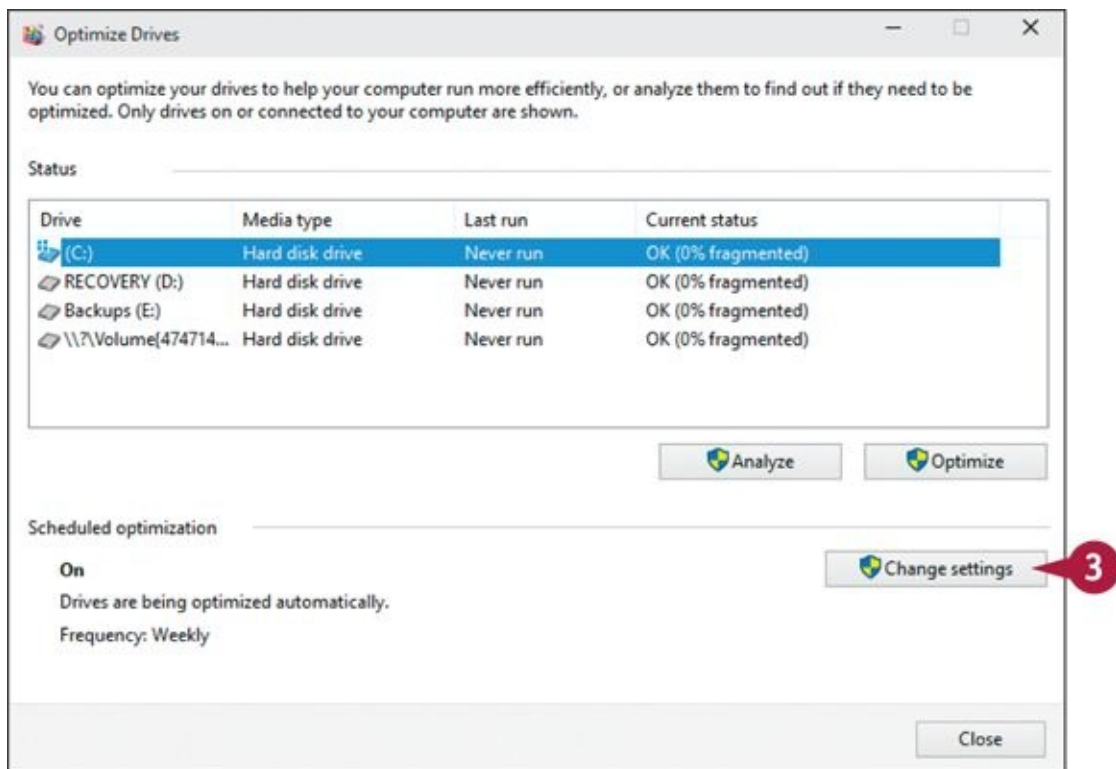 Optimize Drives
You can optimize your drives to help your computer run more efficiently, or analyze them to find out if they need to be
optimized. Only drives on or connected to your computer are shown.
Status
Drive Media type Last run Current status
(C:) Hard disk drive Never run OK (0% fragmented)
RECOVERY (D:) Hard disk drive Never run OK (0% fragmented)
Backups (E:) Hard disk drive Never run OK (0% fragmented)
\\?\Volume{474714... Hard disk drive Never run OK (0% fragmented)
Analyze Optimize
Scheduled optimization
On
Change settings 3
Drives are being optimized automatically.
Frequency: Weekly
Close